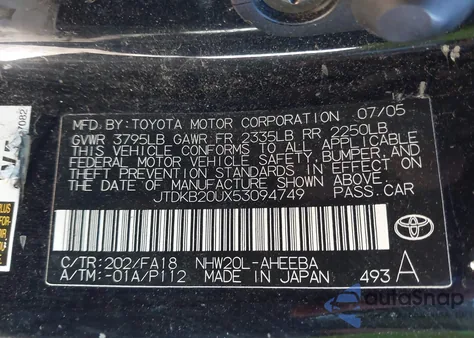 MFD.BY:TOYOTA MOTOR CORPORATION 07/05
GVWR 3795LB GAWR FR 2335LB RR 2250LB
THIS VEHICLE CONFORMS TO ALL APPLICABLE
FEDERAL MOTOR VEHICLE SAFETY,BUMPER,AND
THEFT PREVENTION STANDARDS IN EFFECT ON
THE DATE OF MANUFACTURE SHOWN ABOVE.
JTDKB20UX53094749 PASS.CAR
TOYOTA
C/TR:202/FA18 NHW20L-AHEEBA
A/TM:-01A/P112 MADE IN JAPAN 493 A
autoSnap